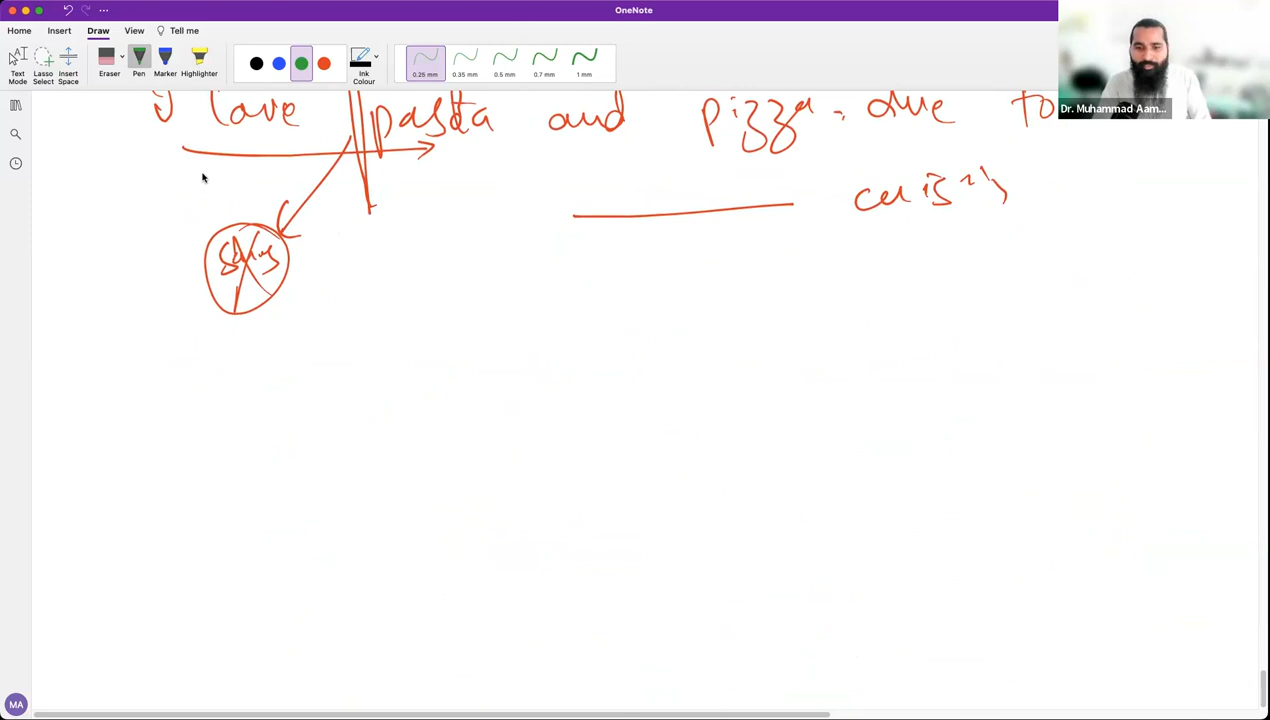 OneNote
Home Insert Draw View Tell me
Text Mode Lasso Select Insert Space Eraser Pen Marker Highlighter Ink Colour 0.25 mm 0.35 mm 0.5 mm 0.7 mm 1 mm
Dr. Muhammad Aam...
I love pasta and pizza. due to
MA